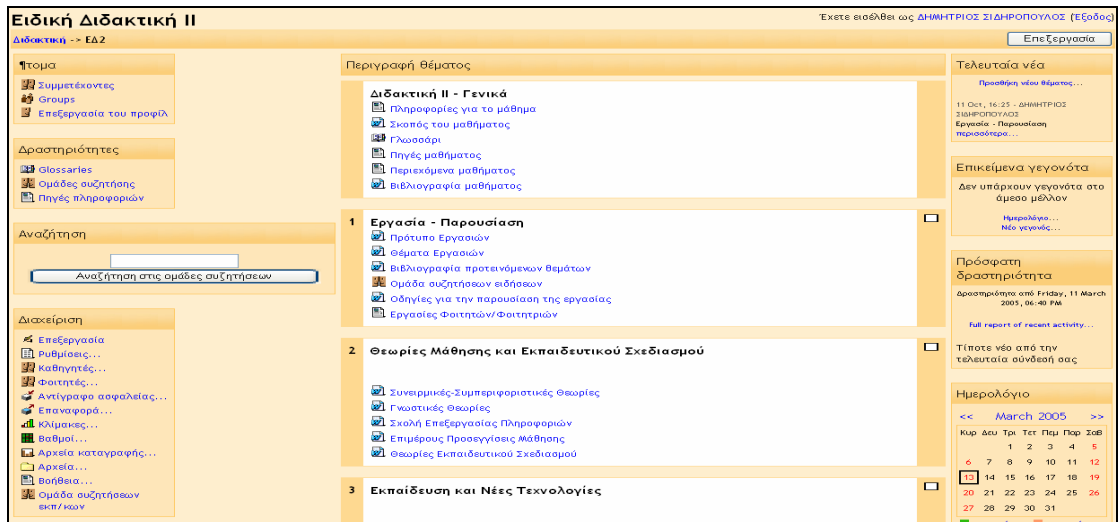 Ειδική Διδακτική ΙΙ
Έχετε εισέλθει ως ΔΗΜΗΤΡΙΟΣ ΣΙΔΗΡΟΠΟΥΛΟΣ (Έξοδος)
Διδακτική -> ΕΔ2
Επεξεργασία
¶τομα
Συμμετέχοντες
Groups
Επεξεργασία του προφίλ
Δραστηριότητες
Glossaries
Ομάδες συζητήσης
Πηγές πληροφοριών
Αναζήτηση
Αναζήτηση στις ομάδες συζητήσεων
Διαχείριση
Επεξεργασία
Ρυθμίσεις...
Καθηγητές...
Φοιτητές...
Αντίγραφο ασφαλείας...
Επαναφορά...
Κλίμακες...
Βαθμοί...
Αρχεία καταγραφής...
Αρχεία...
Βοήθεια...
Ομάδα συζητήσεων
εκπ/κων
Περιγραφή θέματος
Διδακτική ΙΙ - Γενικά
Πληροφορίες για το μάθημα
Σκοπός του μαθήματος
Γλωσσάρι
Πηγές μαθήματος
Περιεχόμενα μαθήματος
Βιβλιογραφία μαθήματος
1 Εργασία - Παρουσίαση
Πρότυπο Εργασιών
Θέματα Εργασιών
Βιβλιογραφία προτεινόμενων θεμάτων
Ομάδα συζητήσεων ειδήσεων
Οδηγίες για την παρουσίαση της εργασίας
Εργασίες Φοιτητών/Φοιτητριών
2 Θεωρίες Μάθησης και Εκπαιδευτικού Σχεδιασμού
Συνειρμικές-Συμπεριφοριστικές Θεωρίες
Γνωστικές Θεωρίες
Σχολή Επεξεργασίας Πληροφοριών
Επιμέρους Προσεγγίσεις Μάθησης
Θεωρίες Εκπαιδευτικού Σχεδιασμού
3 Εκπαίδευση και Νέες Τεχνολογίες
Τελευταία νέα
Προσθήκη νέου θέματος...
11 Oct, 16:25 - ΔΗΜΗΤΡΙΟΣ
ΣΙΔΗΡΟΠΟΥΛΟΣ
Εργασία - Παρουσίαση
περισσότερα...
Επικείμενα γεγονότα
Δεν υπάρχουν γεγονότα στο
άμεσο μέλλον
Ημερολόγιο...
Νέο γεγονός...
Πρόσφατη
δραστηριότητα
Δραστηριότητα από Friday, 11 March
2005, 06:40 PM
Full report of recent activity...
Τίποτε νέο από την
τελευταία σύνδεσή σας
Ημερολόγιο
<< March 2005 >>
Κυρ Δευ Τρι Τετ Πεμ Παρ Σαβ
1 2 3 4 5
6 7 8 9 10 11 12
13 14 15 16 17 18 19
20 21 22 23 24 25 26
27 28 29 30 31